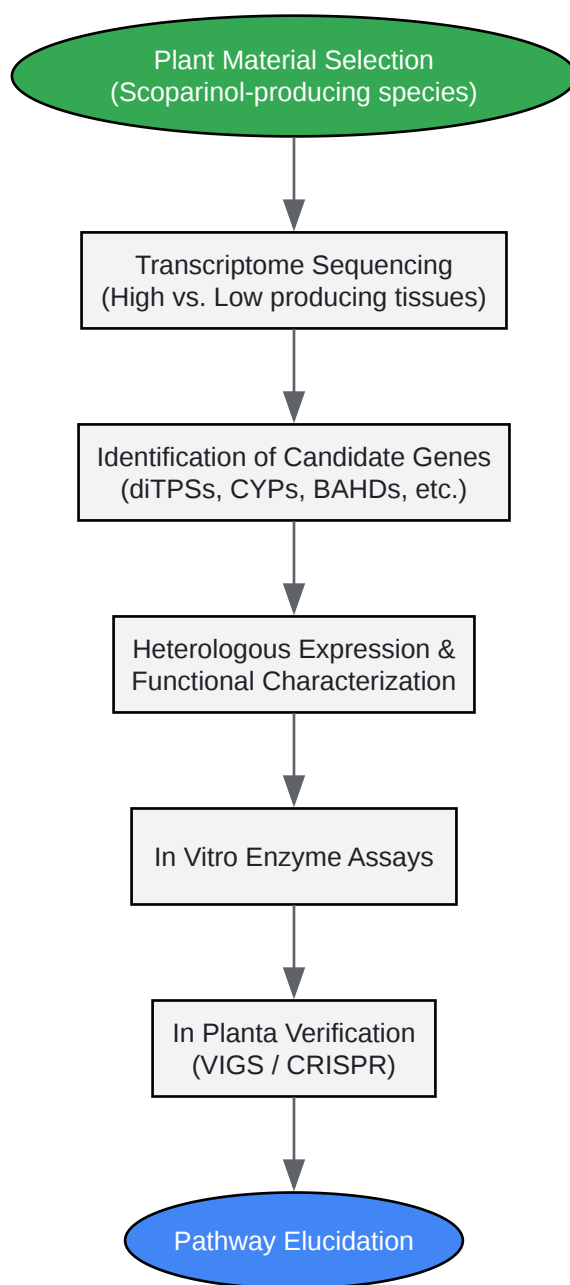 Plant Material Selection
(Scoparinol-producing species)
Transcriptome Sequencing
(High vs. Low producing tissues)
Identification of Candidate Genes
(diTPSs, CYPs, BAHDs, etc.)
Heterologous Expression &
Functional Characterization
In Vitro Enzyme Assays
In Planta Verification
(VIGS / CRISPR)
Pathway Elucidation